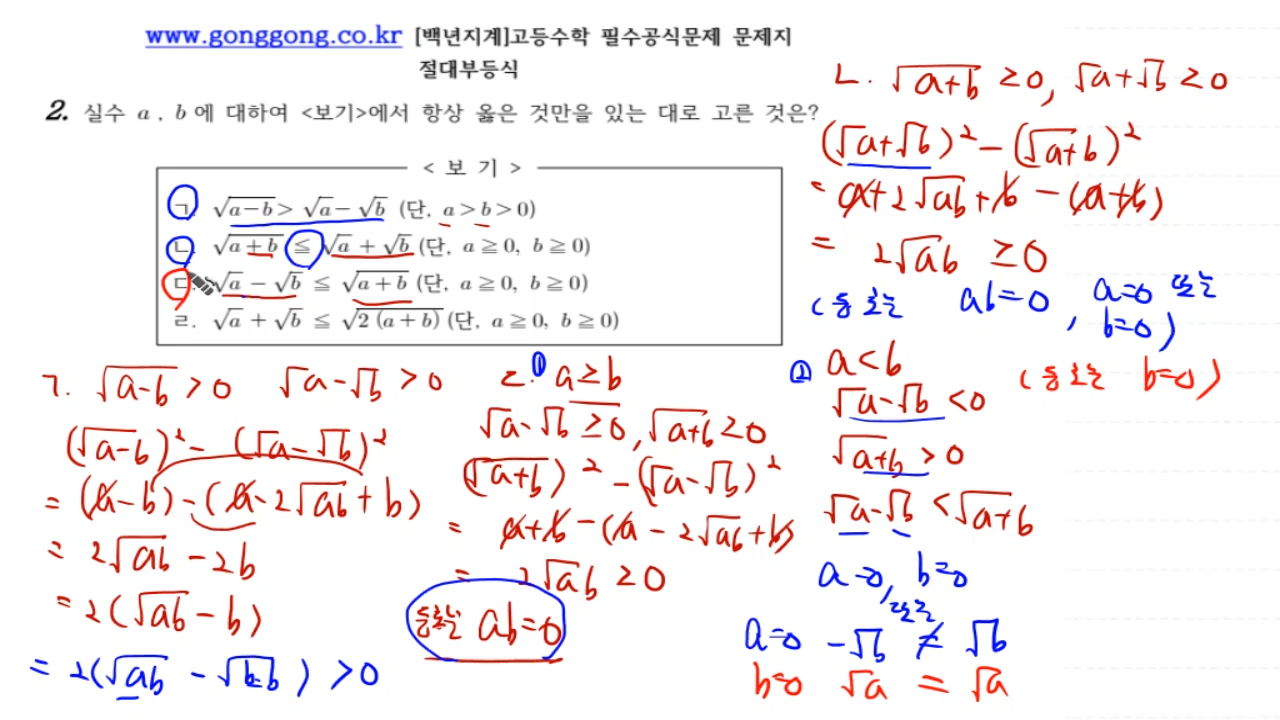 www.gonggong.co.kr [백년지계]고등수학 필수공식문제 문제지
절대부등식
2. 실수 a, b에 대하여 <보기>에서 항상 옳은 것만을 있는 대로 고른 것은?
< 보 기 >
ㄱ. √(a-b) > √a - √b (단, a > b > 0)
ㄴ. √(a+b) ≤ √a + √b (단, a ≧ 0, b ≧ 0)
ㄷ. √a - √b ≤ √(a+b) (단, a ≧ 0, b ≧ 0)
ㄹ. √a + √b ≤ √(2(a+b)) (단, a ≧ 0, b ≧ 0)
ㄱ. √(a-b) > 0 √a - √b > 0
(√(a-b))² - (√a - √b)²
= (a - b) - (a - 2√ab + b)
= 2√ab - 2b
= 2(√ab - b)
= 2(√ab - √(b·b)) > 0
ㄷ. ① a ≥ b
√a - √b ≥ 0, √(a+b) ≥ 0
(√(a+b))² - (√a - √b)²
= a + b - (a - 2√ab + b)
= 2√ab ≥ 0
등호는 ab = 0
ㄴ. √(a+b) ≥ 0, √a + √b ≥ 0
(√a + √b)² - (√(a+b))²
= a + 2√ab + b - (a + b)
= 2√ab ≥ 0
(등호는 ab = 0, a=0 또는 b=0)
② a < b
(등호는 b=0)
√a - √b < 0
√(a+b) > 0
√a - √b < √(a+b)
a=0, 또는 b=0
a=0 -√b ≠ √b
b=0 √a = √a